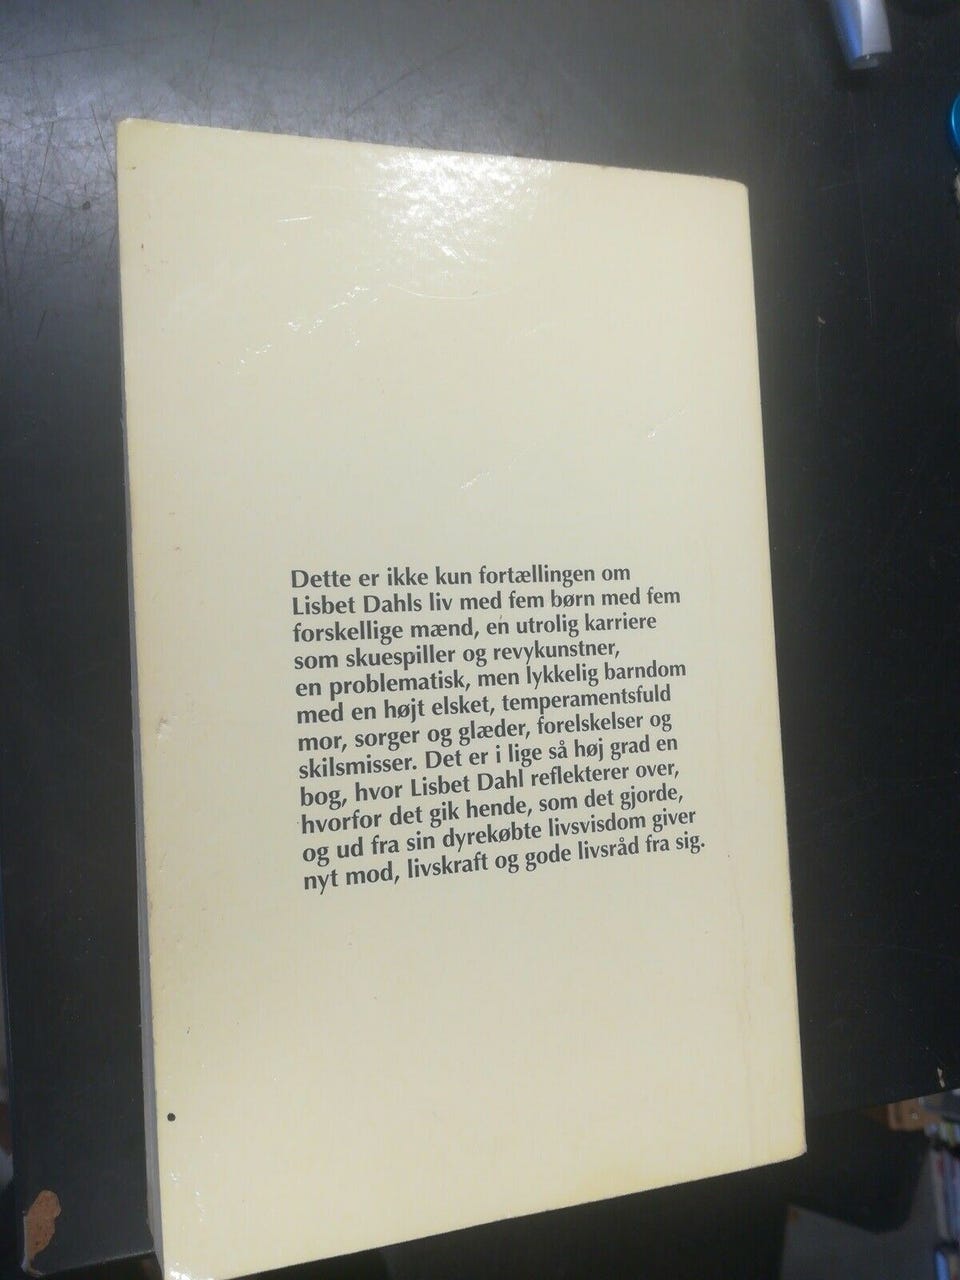 Dette er ikke kun fortællingen om
Lisbet Dahls liv med fem børn med fem
forskellige mænd, en utrolig karriere
som skuespiller og revykunstner,
en problematisk, men lykkelig barndom
med en højt elsket, temperamentsfuld
mor, sorger og glæder, forelskelser og
skilsmisser. Det er i lige så høj grad en
bog, hvor Lisbet Dahl reflekterer over,
hvorfor det gik hende, som det gjorde,
og ud fra sin dyrekøbte livsvisdom giver
nyt mod, livskraft og gode livsråd fra sig.